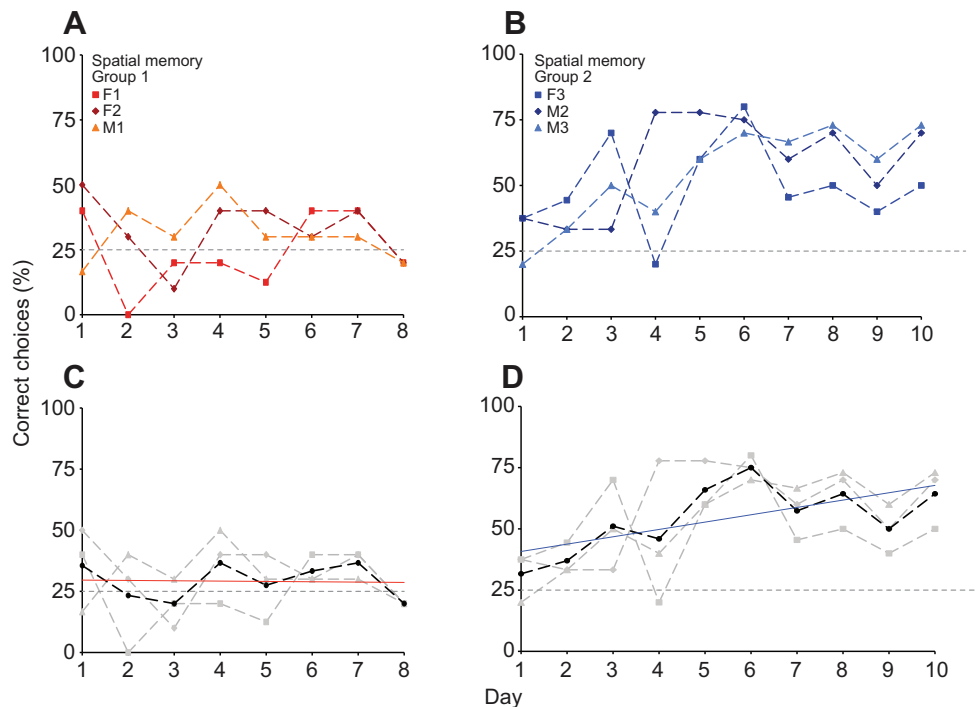 A
100
75
50
25
0
1 2 3 4 5 6 7 8
Spatial memory
Group 1
F1
F2
M1
B
100
75
50
25
0
1 2 3 4 5 6 7 8 9 10
Spatial memory
Group 2
F3
M2
M3
Correct choices (%)
C
100
75
50
25
0
1 2 3 4 5 6 7 8
D
100
75
50
25
0
1 2 3 4 5 6 7 8 9 10
Day